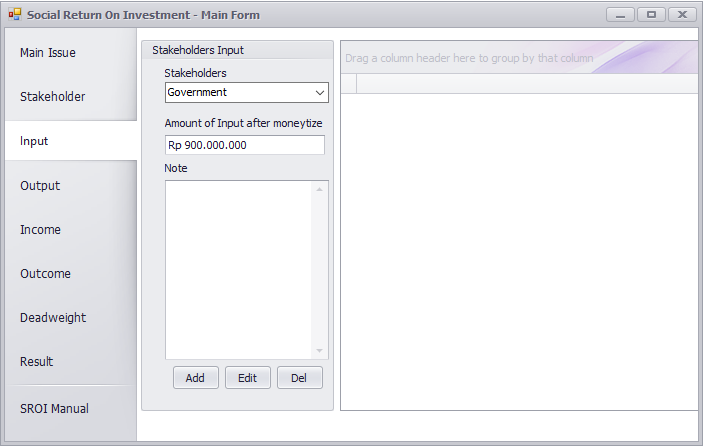 Social Return On Investment - Main Form
Main Issue
Stakeholder
Input
Output
Income
Outcome
Deadweight
Result
SROI Manual
Stakeholders Input
Stakeholders
Government
Amount of Input after moneytize
Rp 900.000.000
Note
Add Edit Del
Drag a column header here to group by that column